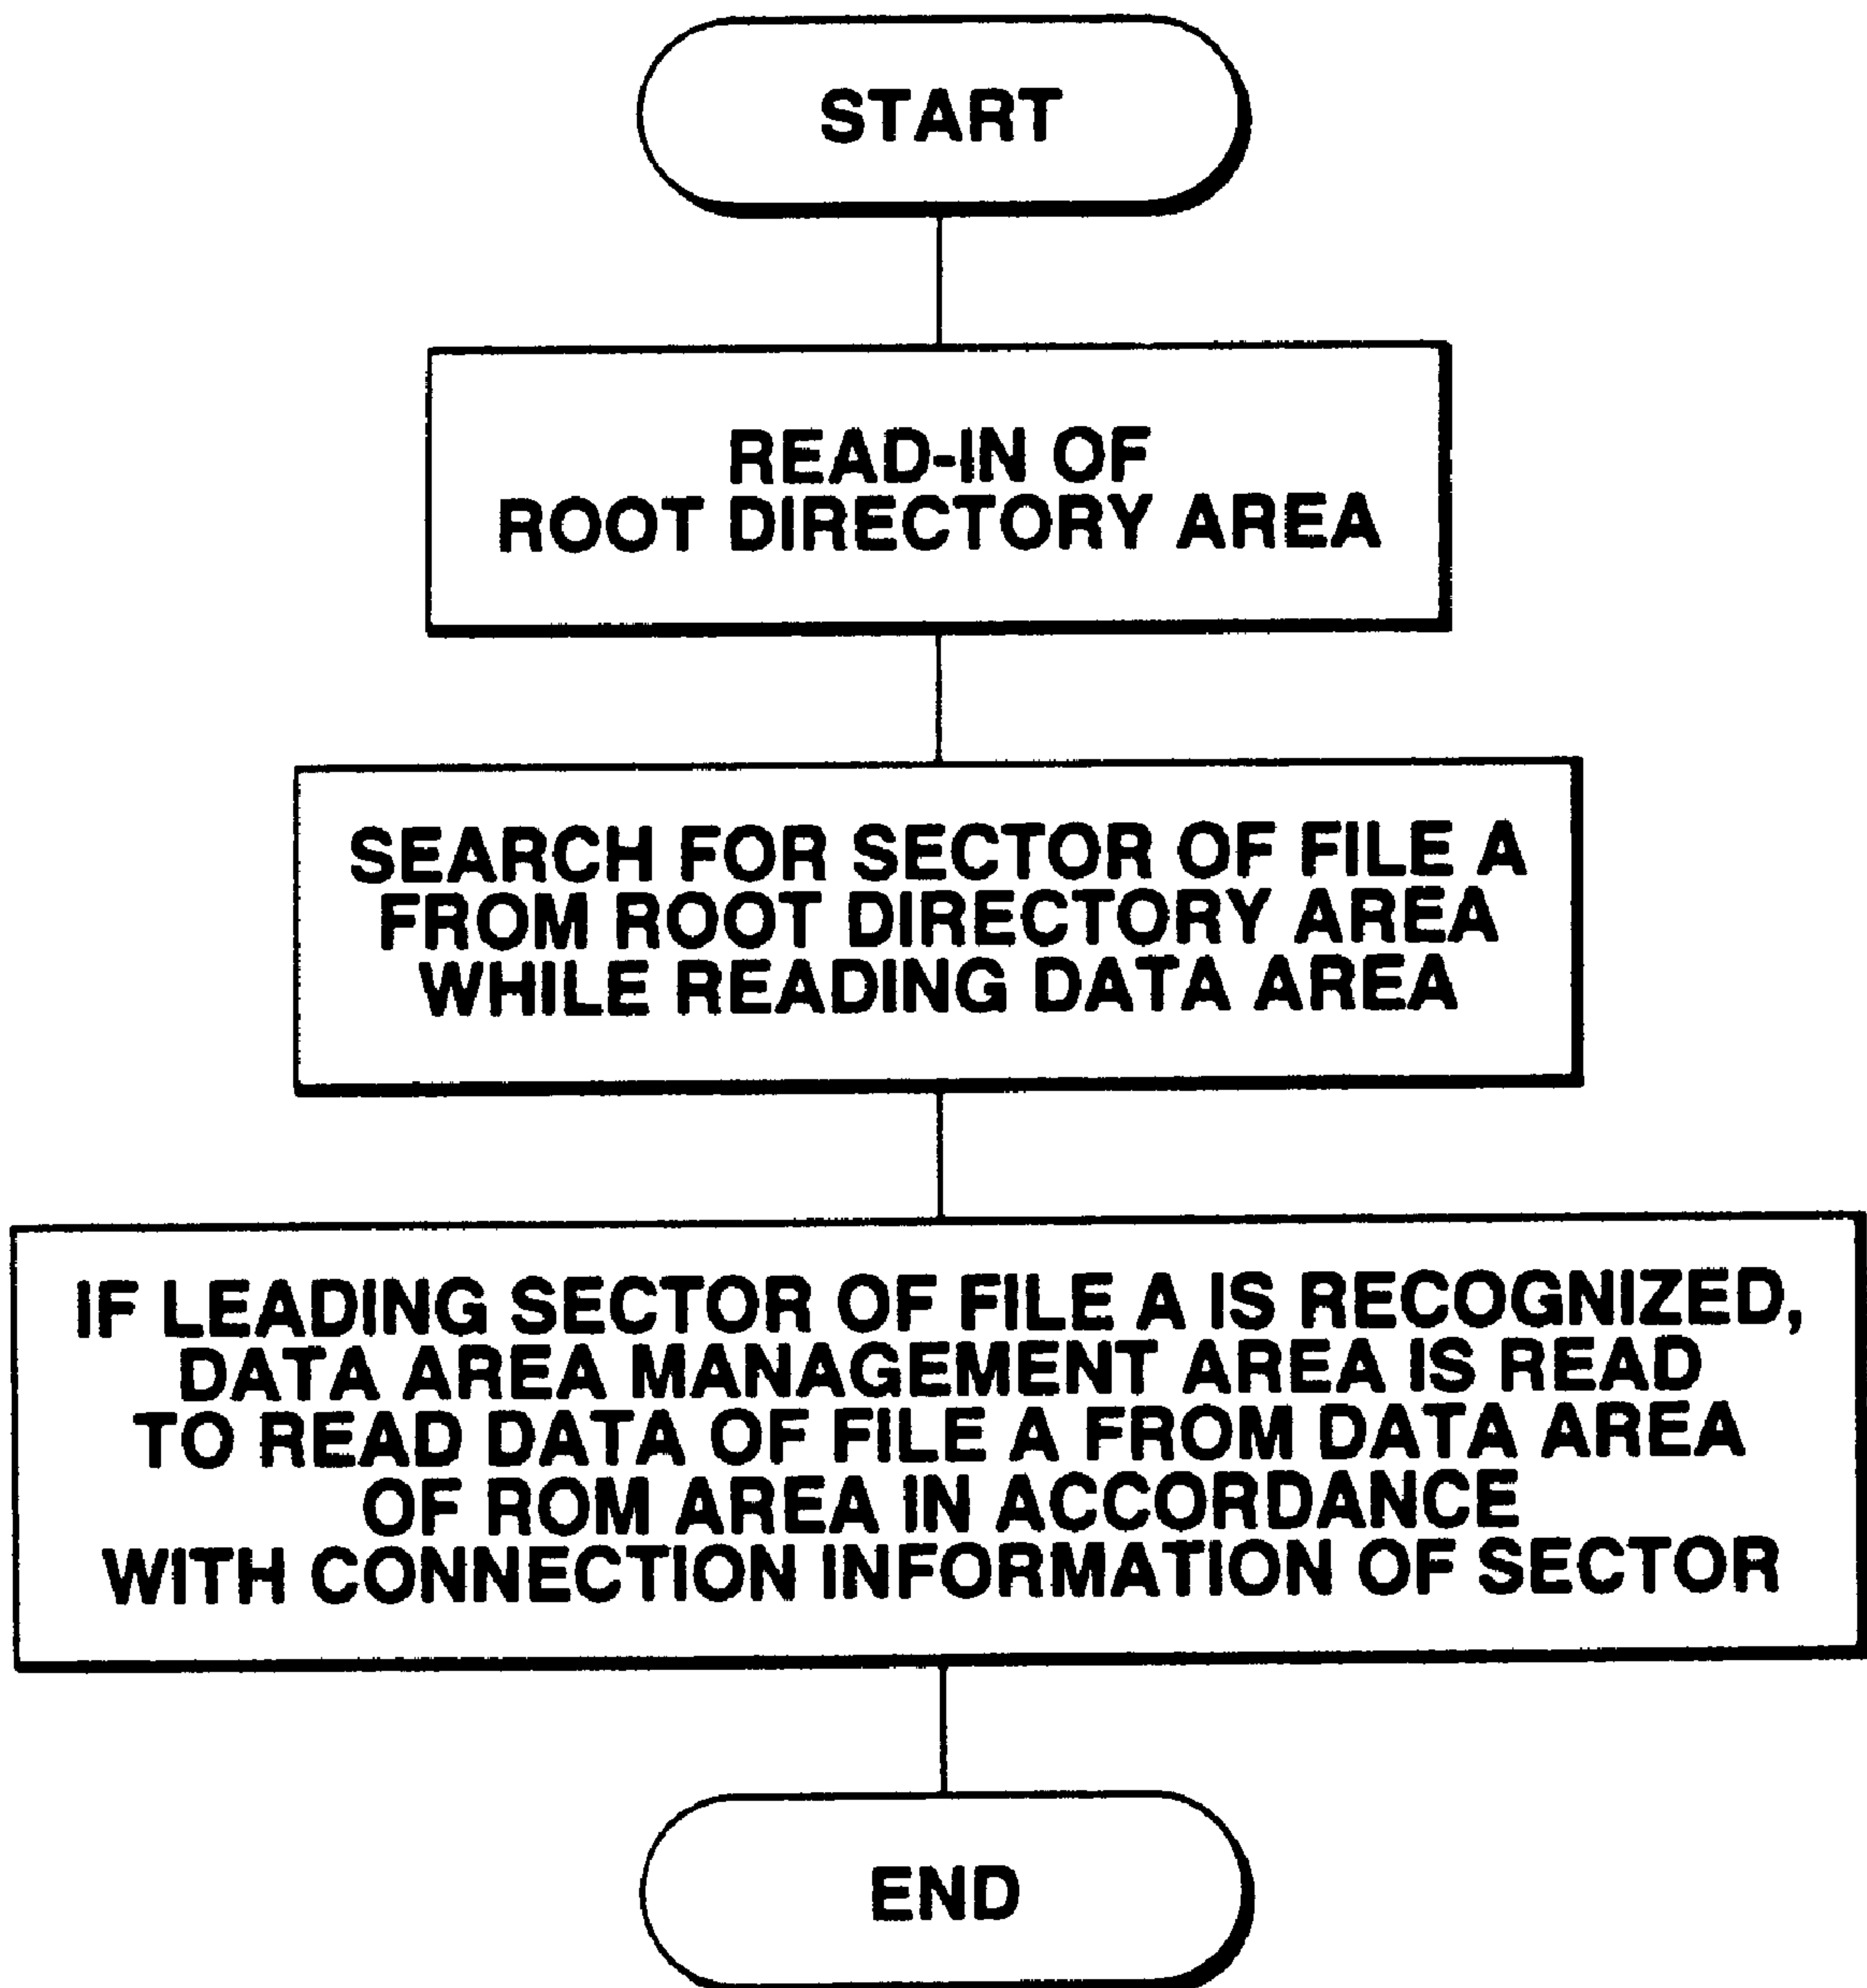 START
READ-IN OF
ROOT DIRECTORY AREA
SEARCH FOR SECTOR OF FILE A
FROM ROOT DIRECTORY AREA
WHILE READING DATA AREA
IF LEADING SECTOR OF FILE A IS RECOGNIZED,
DATA AREA MANAGEMENT AREA IS READ
TO READ DATA OF FILE A FROM DATA AREA
OF ROM AREA IN ACCORDANCE
WITH CONNECTION INFORMATION OF SECTOR
END